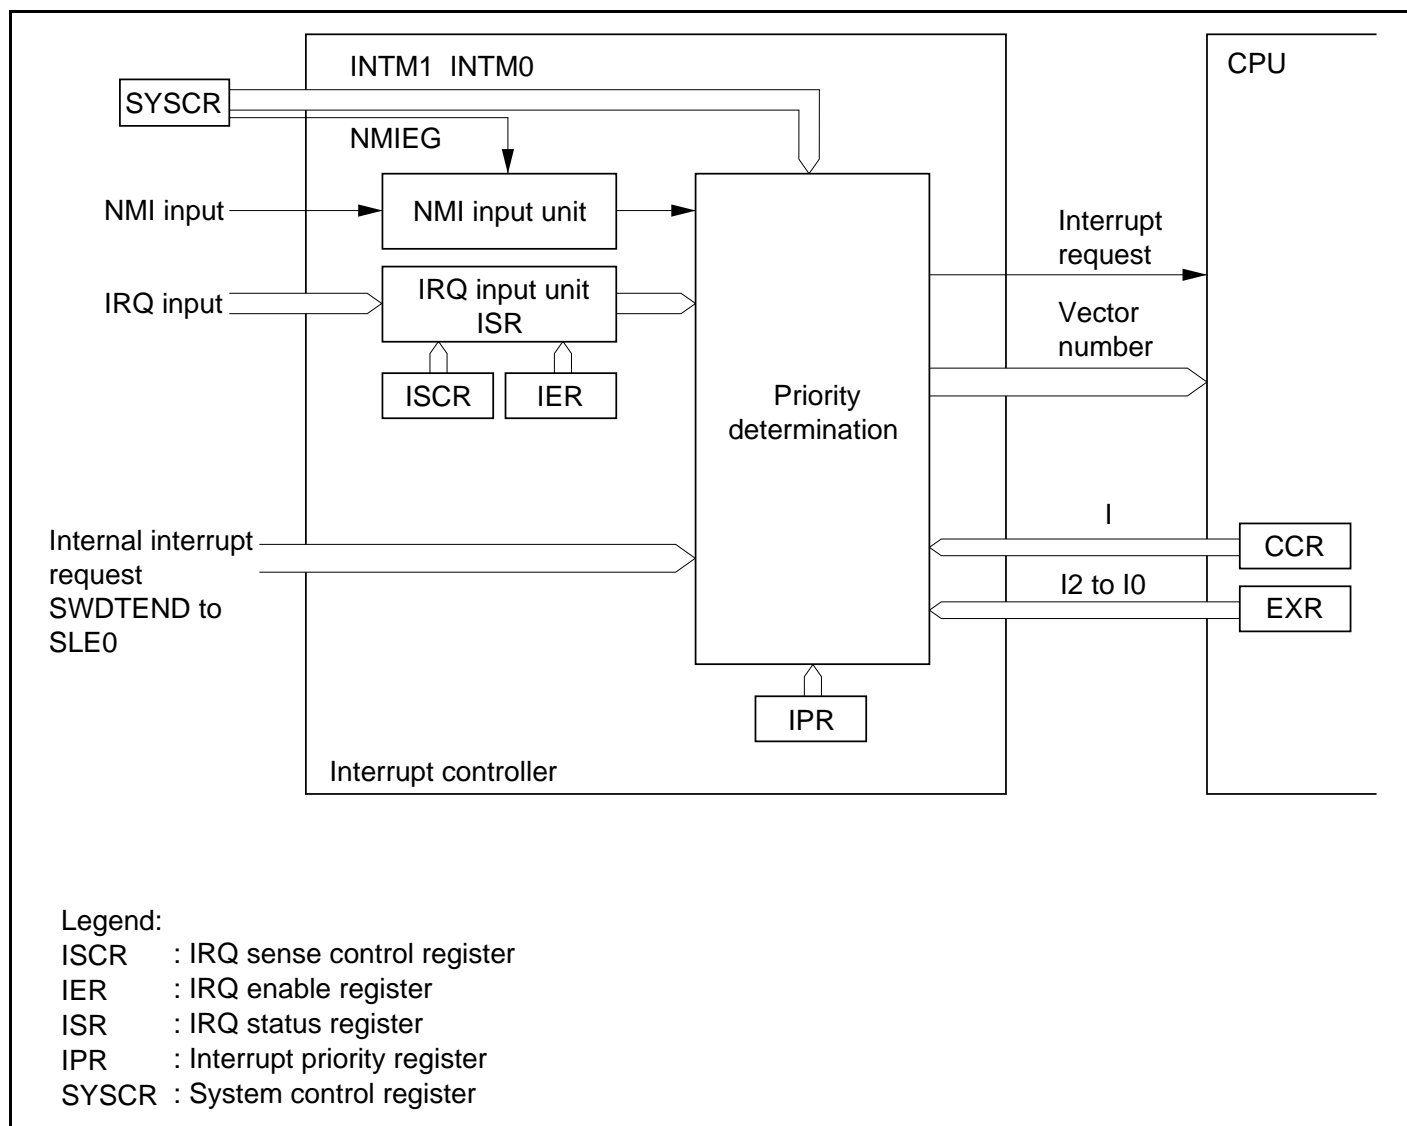 INTM1 INTM0
CPU
SYSCR
NMIEG
NMI input
NMI input unit
Interrupt
request
IRQ input
IRQ input unit
ISR
Vector
number
ISCR
IER
Priority
determination
I
Internal interrupt
request
SWDTEND to
SLE0
CCR
I2 to I0
EXR
IPR
Interrupt controller
Legend:
ISCR : IRQ sense control register
IER : IRQ enable register
ISR : IRQ status register
IPR : Interrupt priority register
SYSCR : System control register